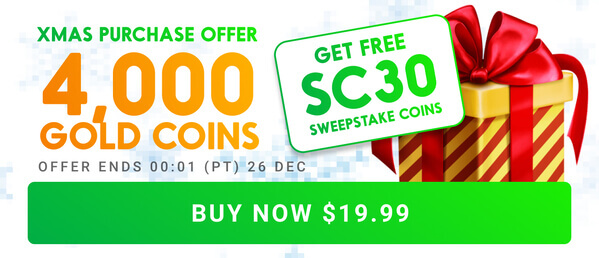 XMAS PURCHASE OFFER
4,000
GOLD COINS
OFFER ENDS 00:01 (PT) 26 DEC
GET FREE
SC30
SWEEPSTAKE COINS
BUY NOW $19.99